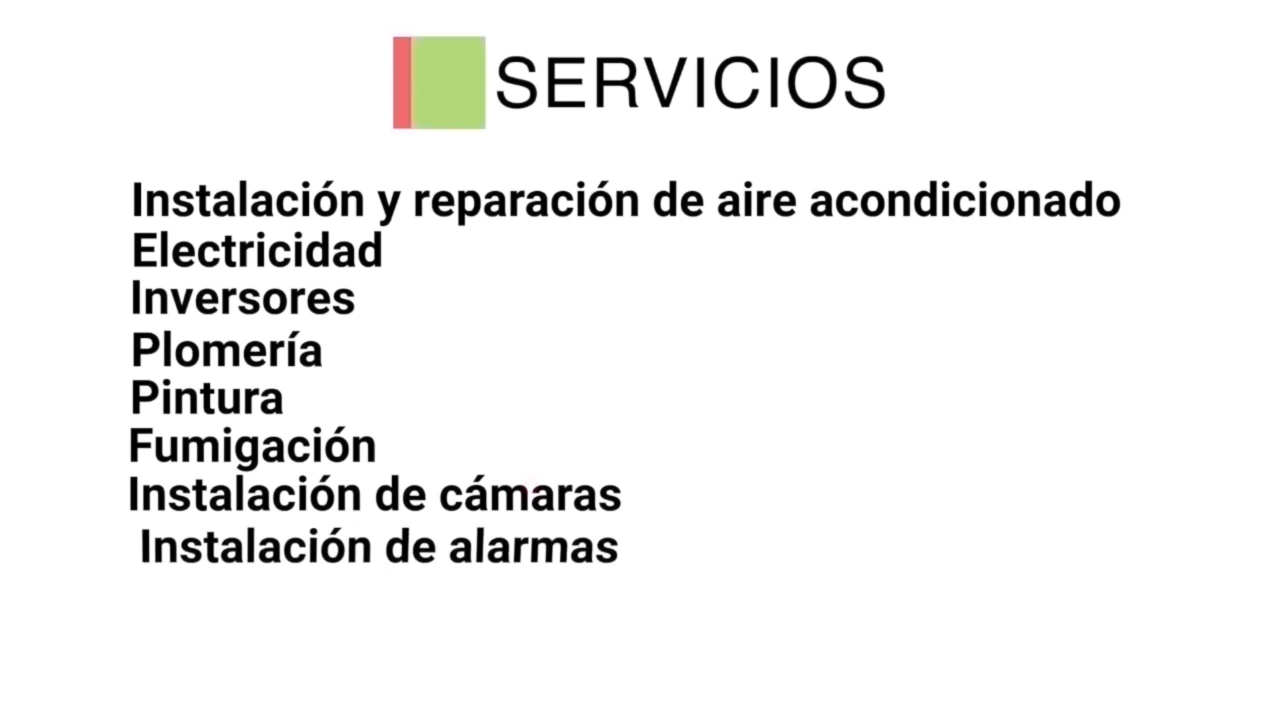 SERVICIOS
Instalación y reparación de aire acondicionado
Electricidad
Inversores
Plomería
Pintura
Fumigación
Instalación de cámaras
Instalación de alarmas